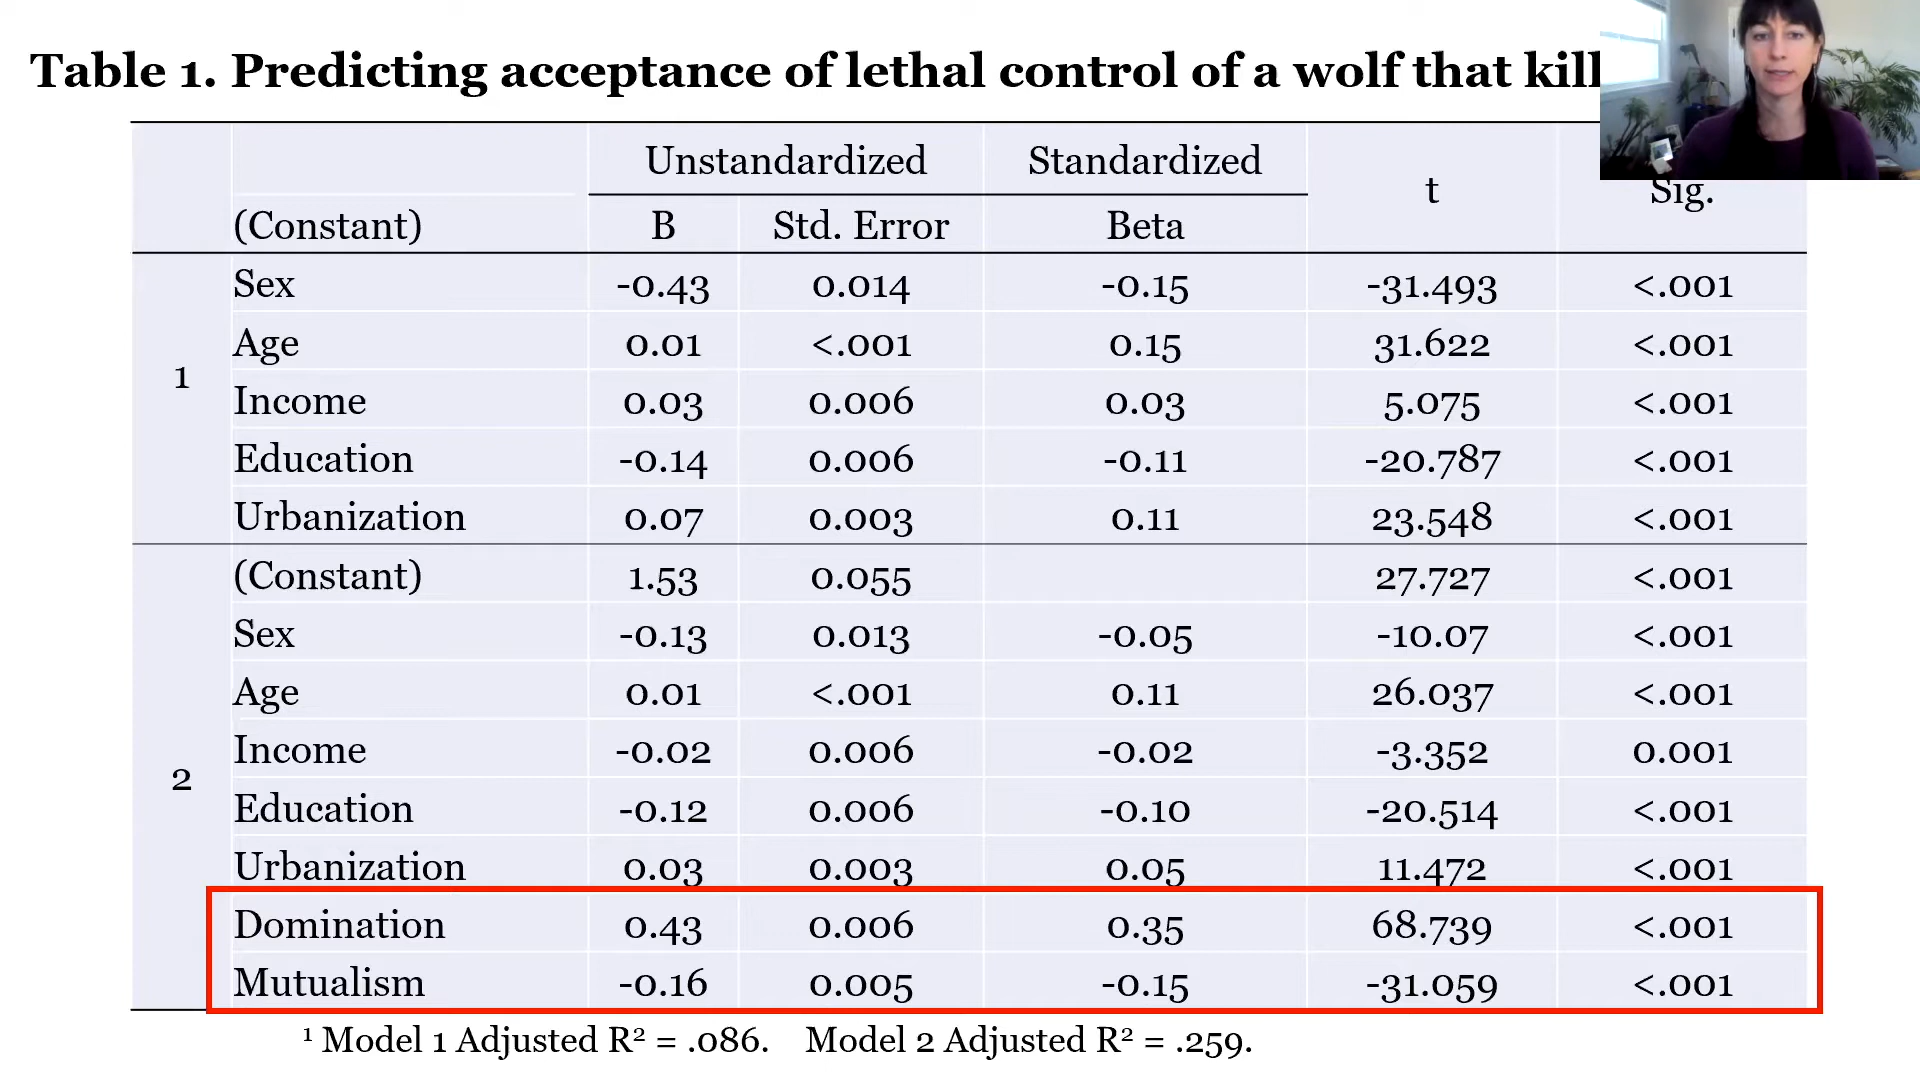 Table 1. Predicting acceptance of lethal control of a wolf that kill
Unstandardized Standardized t Sig.
(Constant) B Std. Error Beta
1
Sex -0.43 0.014 -0.15 -31.493 <.001
Age 0.01 <.001 0.15 31.622 <.001
Income 0.03 0.006 0.03 5.075 <.001
Education -0.14 0.006 -0.11 -20.787 <.001
Urbanization 0.07 0.003 0.11 23.548 <.001
2
(Constant) 1.53 0.055 27.727 <.001
Sex -0.13 0.013 -0.05 -10.07 <.001
Age 0.01 <.001 0.11 26.037 <.001
Income -0.02 0.006 -0.02 -3.352 0.001
Education -0.12 0.006 -0.10 -20.514 <.001
Urbanization 0.03 0.003 0.05 11.472 <.001
Domination 0.43 0.006 0.35 68.739 <.001
Mutualism -0.16 0.005 -0.15 -31.059 <.001
¹ Model 1 Adjusted R² = .086. Model 2 Adjusted R² = .259.